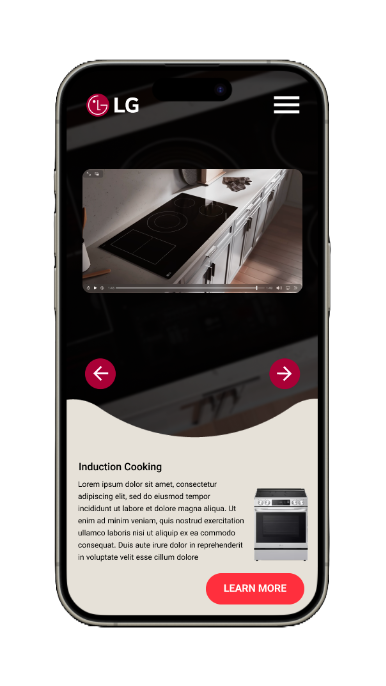 LG
Induction Cooking
Lorem ipsum dolor sit amet, consectetur
adipiscing elit, sed do eiusmod tempor
incididunt ut labore et dolore magna aliqua. Ut
enim ad minim veniam, quis nostrud exercitation
ullamco laboris nisi ut aliquip ex ea commodo
consequat. Duis aute irure dolor in reprehenderit
in voluptate velit esse cillum dolore
LEARN MORE